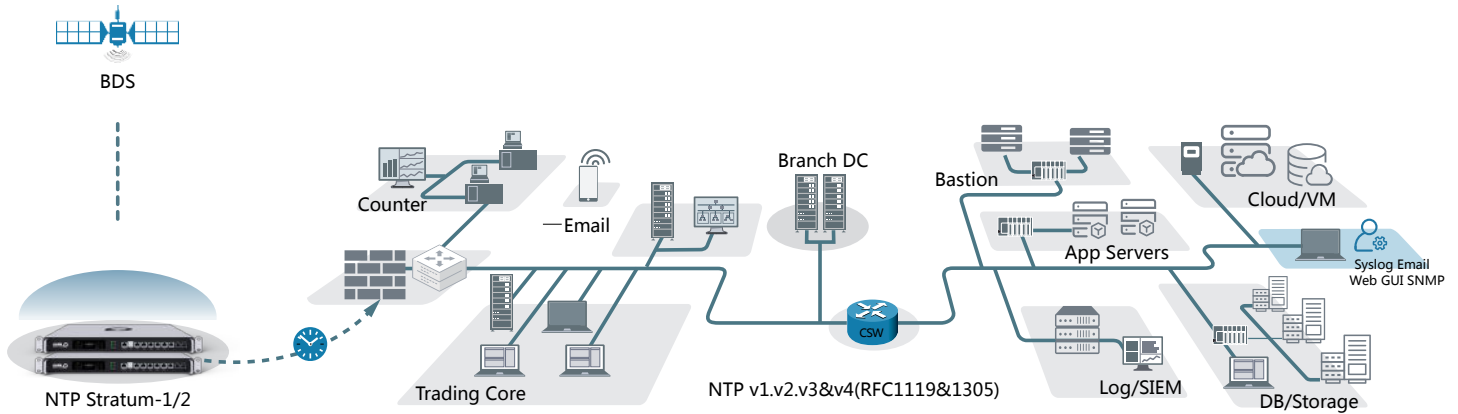 BDS
Counter
—Email
Branch DC
Bastion
Cloud/VM
App Servers
Syslog Email
Web GUI SNMP
CSW
Trading Core
NTP v1.v2.v3&v4(RFC1119&1305)
Log/SIEM
DB/Storage
NTP Stratum-1/2